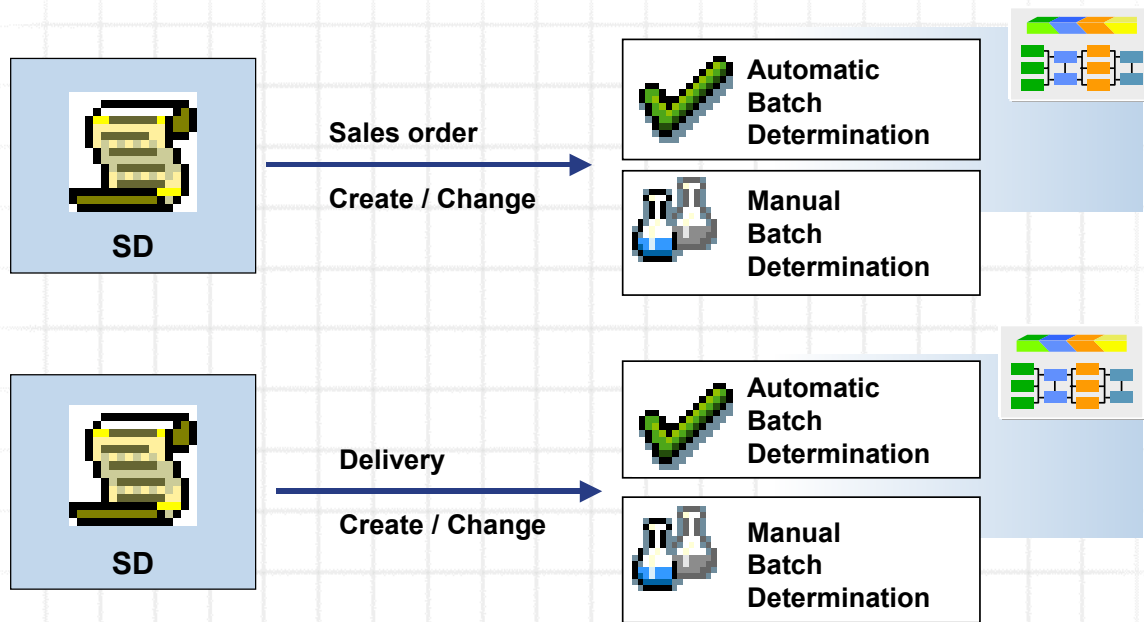 SD
Sales order
Create / Change
Automatic
Batch
Determination
Manual
Batch
Determination
SD
Delivery
Create / Change
Automatic
Batch
Determination
Manual
Batch
Determination